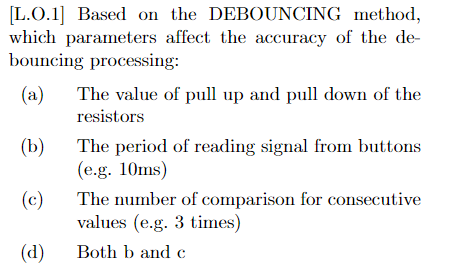 [L.O.1] Based on the DEBOUNCING method,
which parameters affect the accuracy of the de-
bouncing processing:
(a) The value of pull up and pull down of the
resistors
(b) The period of reading signal from buttons
(e.g. 10ms)
(c) The number of comparison for consecutive
values (e.g. 3 times)
(d) Both b and c